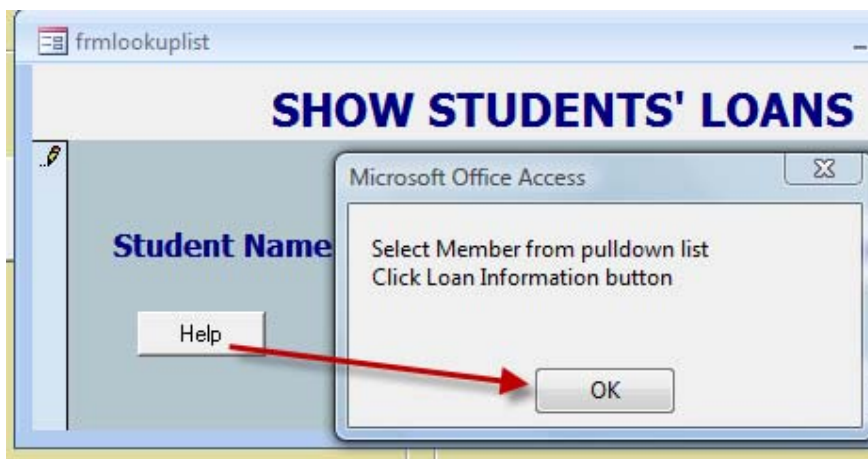 frmlookuplist
SHOW STUDENTS' LOANS
Microsoft Office Access
Student Name
Select Member from pulldown list
Click Loan Information button
Help
OK